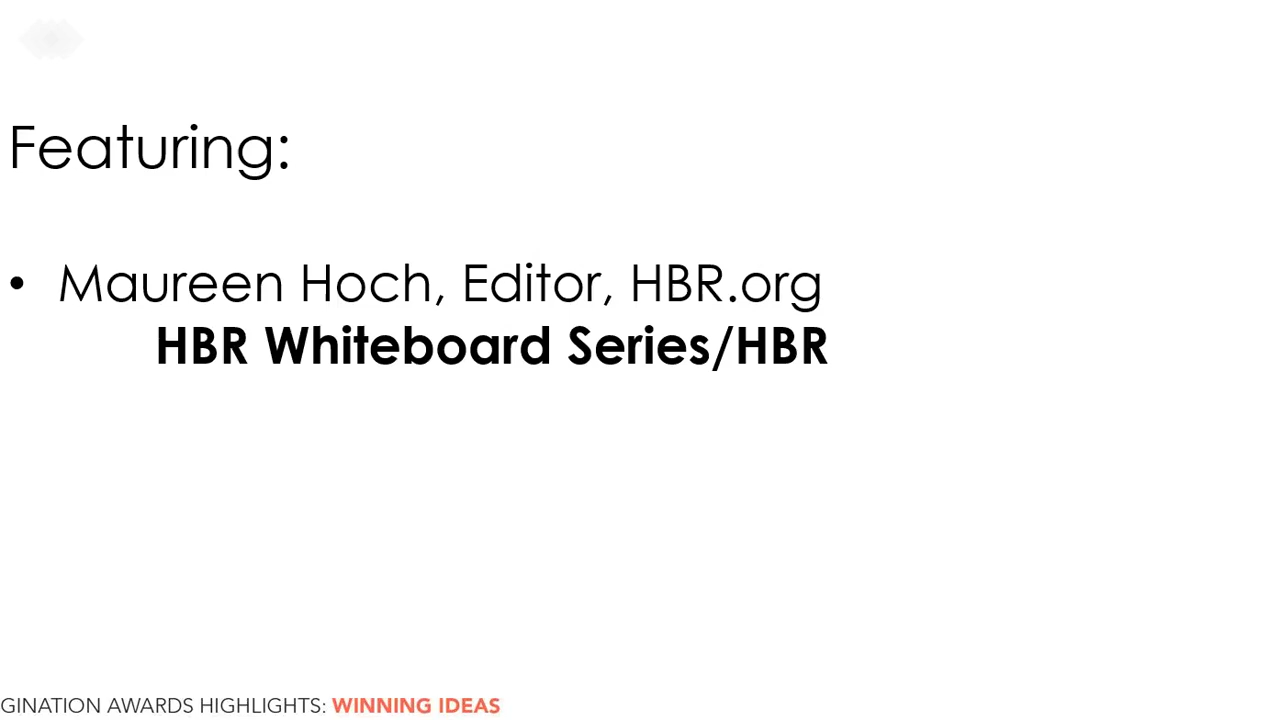 Featuring:
• Maureen Hoch, Editor, HBR.org
HBR Whiteboard Series/HBR
GINATION AWARDS HIGHLIGHTS: WINNING IDEAS